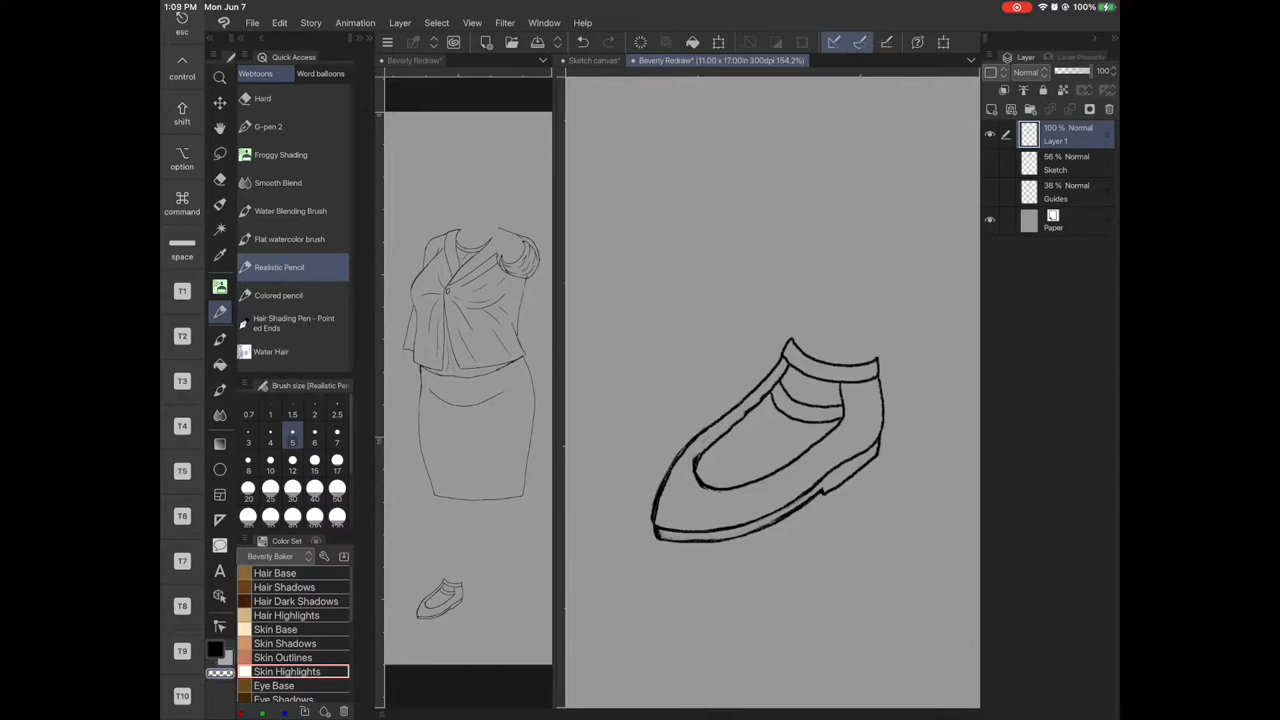 1:09 PM Mon Jun 7
100%
File Edit Story Animation Layer Select View Filter Window Help
esc
control
shift
option
command
space
T1
T2
T3
T4
T5
T6
T7
T8
T9
T10
Quick Access
Webtoons Word balloons
Hard
G-pen 2
Froggy Shading
Smooth Blend
Water Blending Brush
Flat watercolor brush
Realistic Pencil
Colored pencil
Hair Shading Pen - Point
ed Ends
Water Hair
Brush size [Realistic Per
0.7 1 1.5 2 2.5
3 4 5 6 7
8 10 12 15 17
20 25 30 40 50
Color Set
Beverly Baker
Hair Base
Hair Shadows
Hair Dark Shadows
Hair Highlights
Skin Base
Skin Shadows
Skin Outlines
Skin Highlights
Eye Base
Eye Shadows
Beverly Redraw*
Sketch canvas*
Beverly Redraw* (11.00 x 17.00in 300dpi 154.2%)
Layer Layer Property
Normal 100
100 % Normal
Layer 1
56 % Normal
Sketch
38 % Normal
Guides
Paper